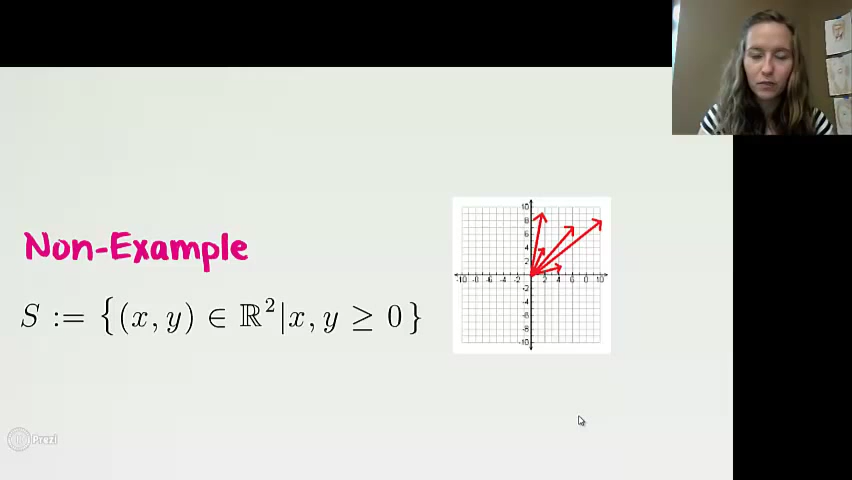 Non-Example
S := {(x, y) ∈ ℝ²|x, y ≥ 0}
10
8
6
4
2
-10 -8 -6 -4 -2 2 4 6 8 10
-2
-4
-6
-8
-10
Prezi